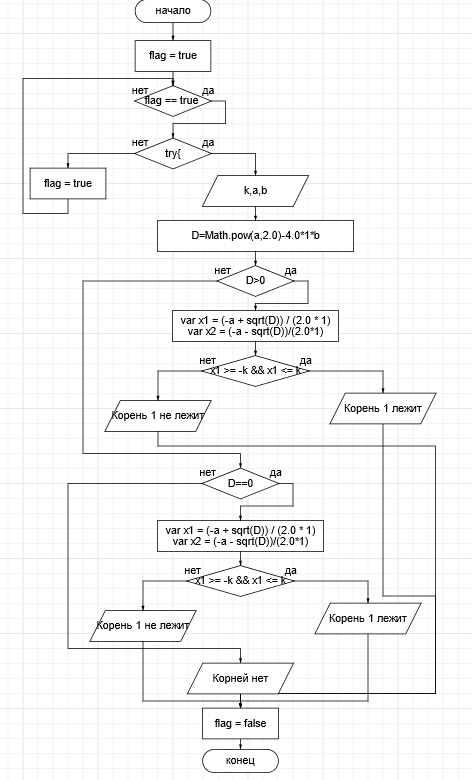 начало
flag = true
нет
да
flag == true
нет
да
try{
flag = true
k,a,b
D=Math.pow(a,2.0)-4.0*1*b
нет
да
D>0
var x1 = (-a + sqrt(D)) / (2.0 * 1)
var x2 = (-a - sqrt(D))/(2.0*1)
нет
да
x1 >= -k && x1 <= k
Корень 1 не лежит
Корень 1 лежит
нет
да
D==0
var x1 = (-a + sqrt(D)) / (2.0 * 1)
var x2 = (-a - sqrt(D))/(2.0*1)
нет
да
x1 >= -k && x1 <= k
Корень 1 не лежит
Корень 1 лежит
Корней нет
flag = false
конец